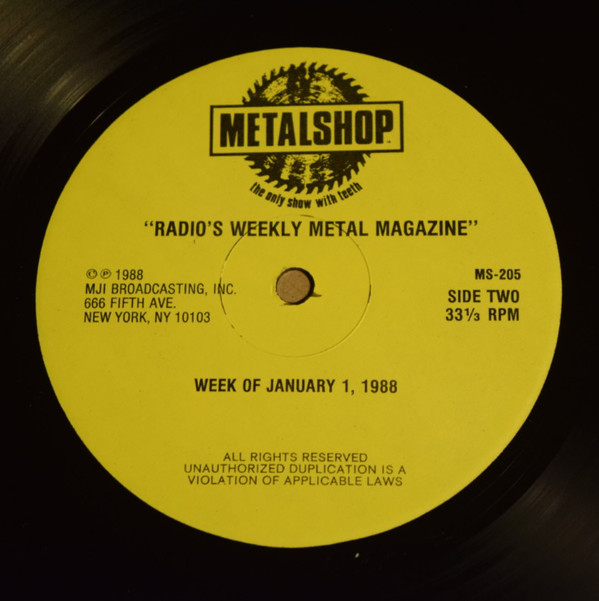 METALSHOP™
the only show with teeth
"RADIO'S WEEKLY METAL MAGAZINE"
© ℗ 1988
MJI BROADCASTING, INC.
666 FIFTH AVE.
NEW YORK, NY 10103
MS-205
SIDE TWO
33⅓ RPM
WEEK OF JANUARY 1, 1988
ALL RIGHTS RESERVED
UNAUTHORIZED DUPLICATION IS A
VIOLATION OF APPLICABLE LAWS